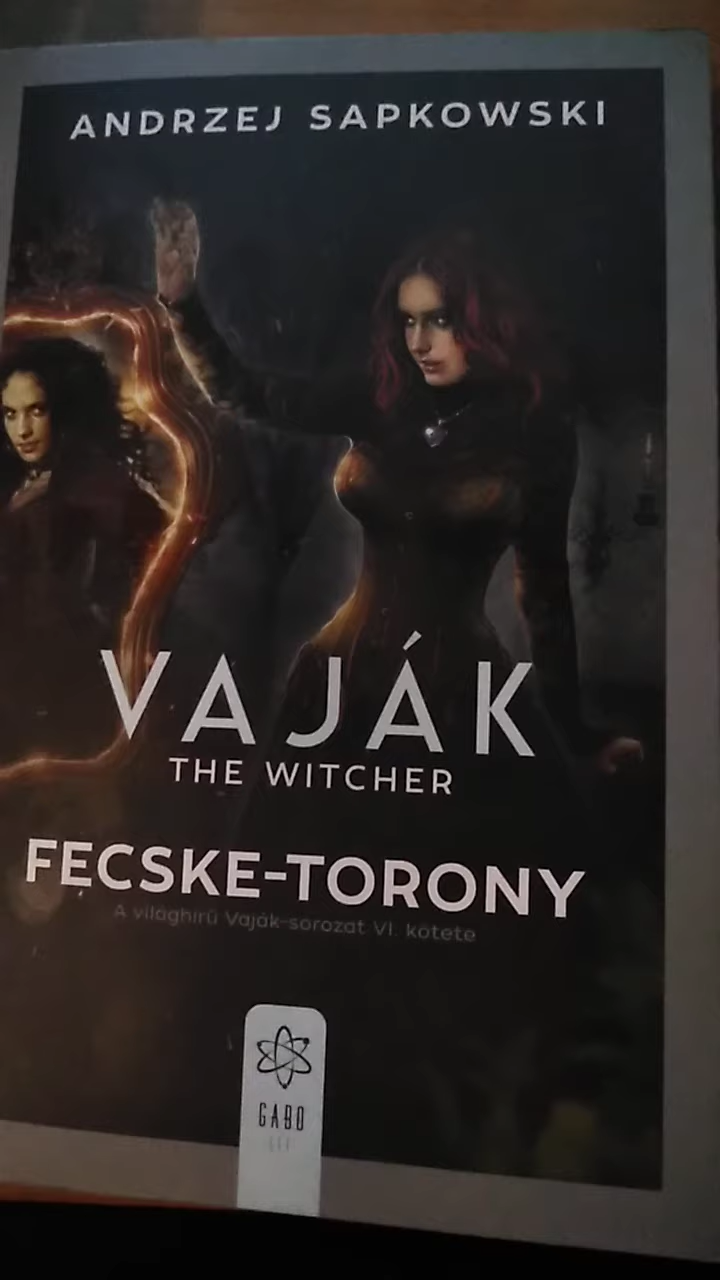 ANDRZEJ SAPKOWSKI
VAJÁK
THE WITCHER
FECSKE-TORONY
A világhírű Vaják-sorozat VI. kötete
GABO